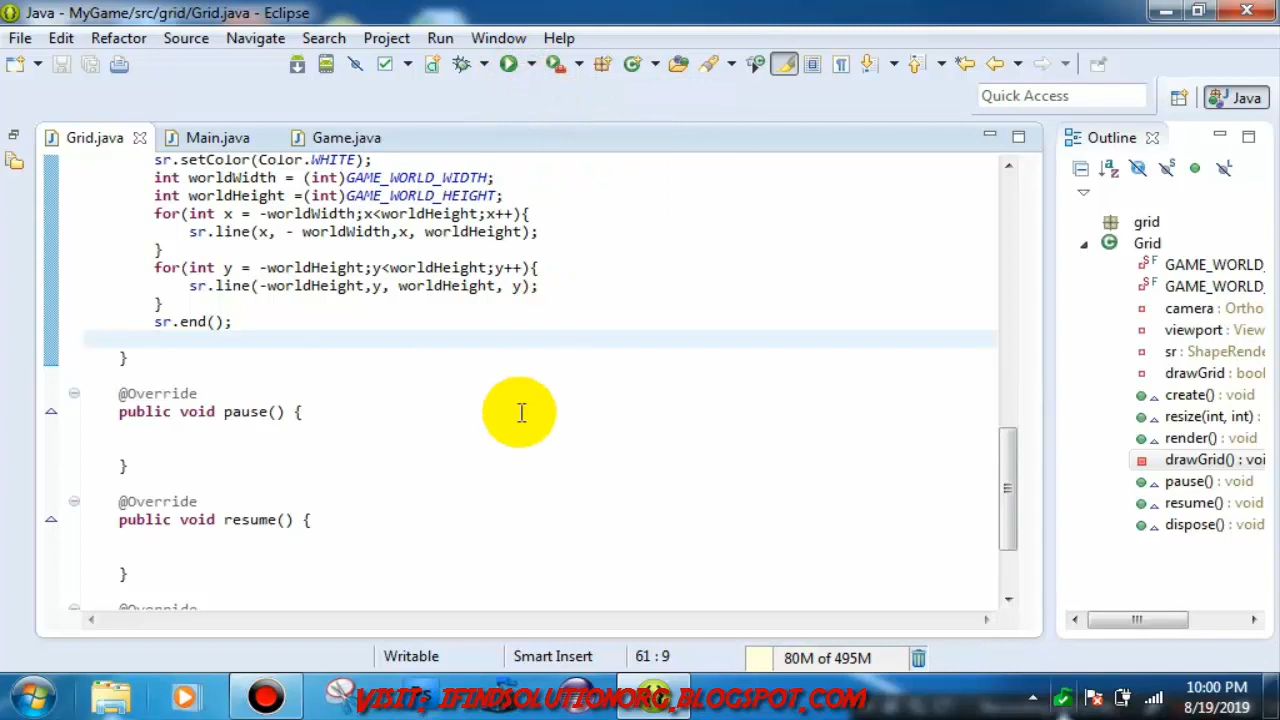 Java - MyGame/src/grid/Grid.java - Eclipse
File Edit Refactor Source Navigate Search Project Run Window Help
Quick Access
Java
Grid.java
Main.java
Game.java
Outline
sr.setColor(Color.WHITE);
int worldWidth = (int)GAME_WORLD_WIDTH;
int worldHeight =(int)GAME_WORLD_HEIGHT;
for(int x = -worldWidth;x<worldHeight;x++){
sr.line(x, - worldWidth,x, worldHeight);
}
for(int y = -worldHeight;y<worldHeight;y++){
sr.line(-worldHeight,y, worldHeight, y);
}
sr.end();
}
@Override
public void pause() {
}
@Override
public void resume() {
}
@Override
grid
Grid
GAME_WORLD_
GAME_WORLD_
camera : Ortho
viewport : View
sr : ShapeRende
drawGrid : bool
create() : void
resize(int, int) :
render() : void
drawGrid() : voi
pause() : void
resume() : void
dispose() : void
Writable
Smart Insert
61 : 9
80M of 495M
VISIT: IFINDSOLUTIONORG.BLOGSPOT.COM
10:00 PM
8/19/2019